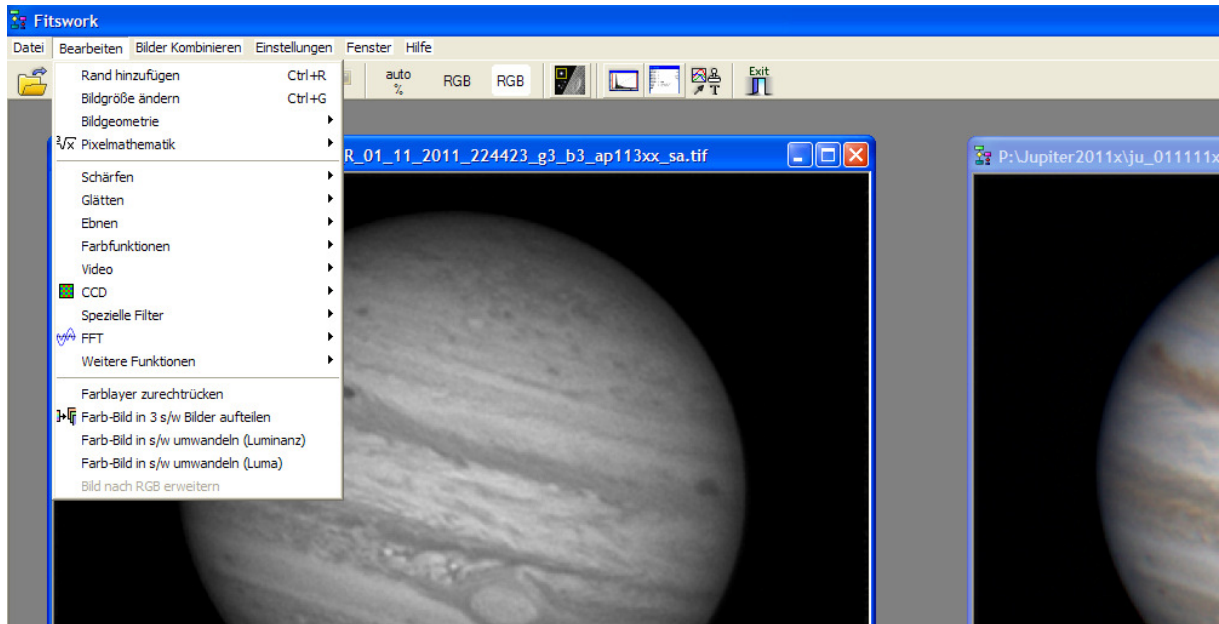 Fitswork
Datei Bearbeiten Bilder Kombinieren Einstellungen Fenster Hilfe
auto % RGB RGB Exit T
Rand hinzufügen Ctrl+R
Bildgröße ändern Ctrl+G
Bildgeometrie
Pixelmathematik
Schärfen
Glätten
Ebnen
Farbfunktionen
Video
CCD
Spezielle Filter
FFT
Weitere Funktionen
Farblayer zurechtrücken
Farb-Bild in 3 s/w Bilder aufteilen
Farb-Bild in s/w umwandeln (Luminanz)
Farb-Bild in s/w umwandeln (Luma)
Bild nach RGB erweitern
R_01_11_2011_224423_g3_b3_ap113xx_sa.tif
P:\Jupiter2011x\ju_011111x